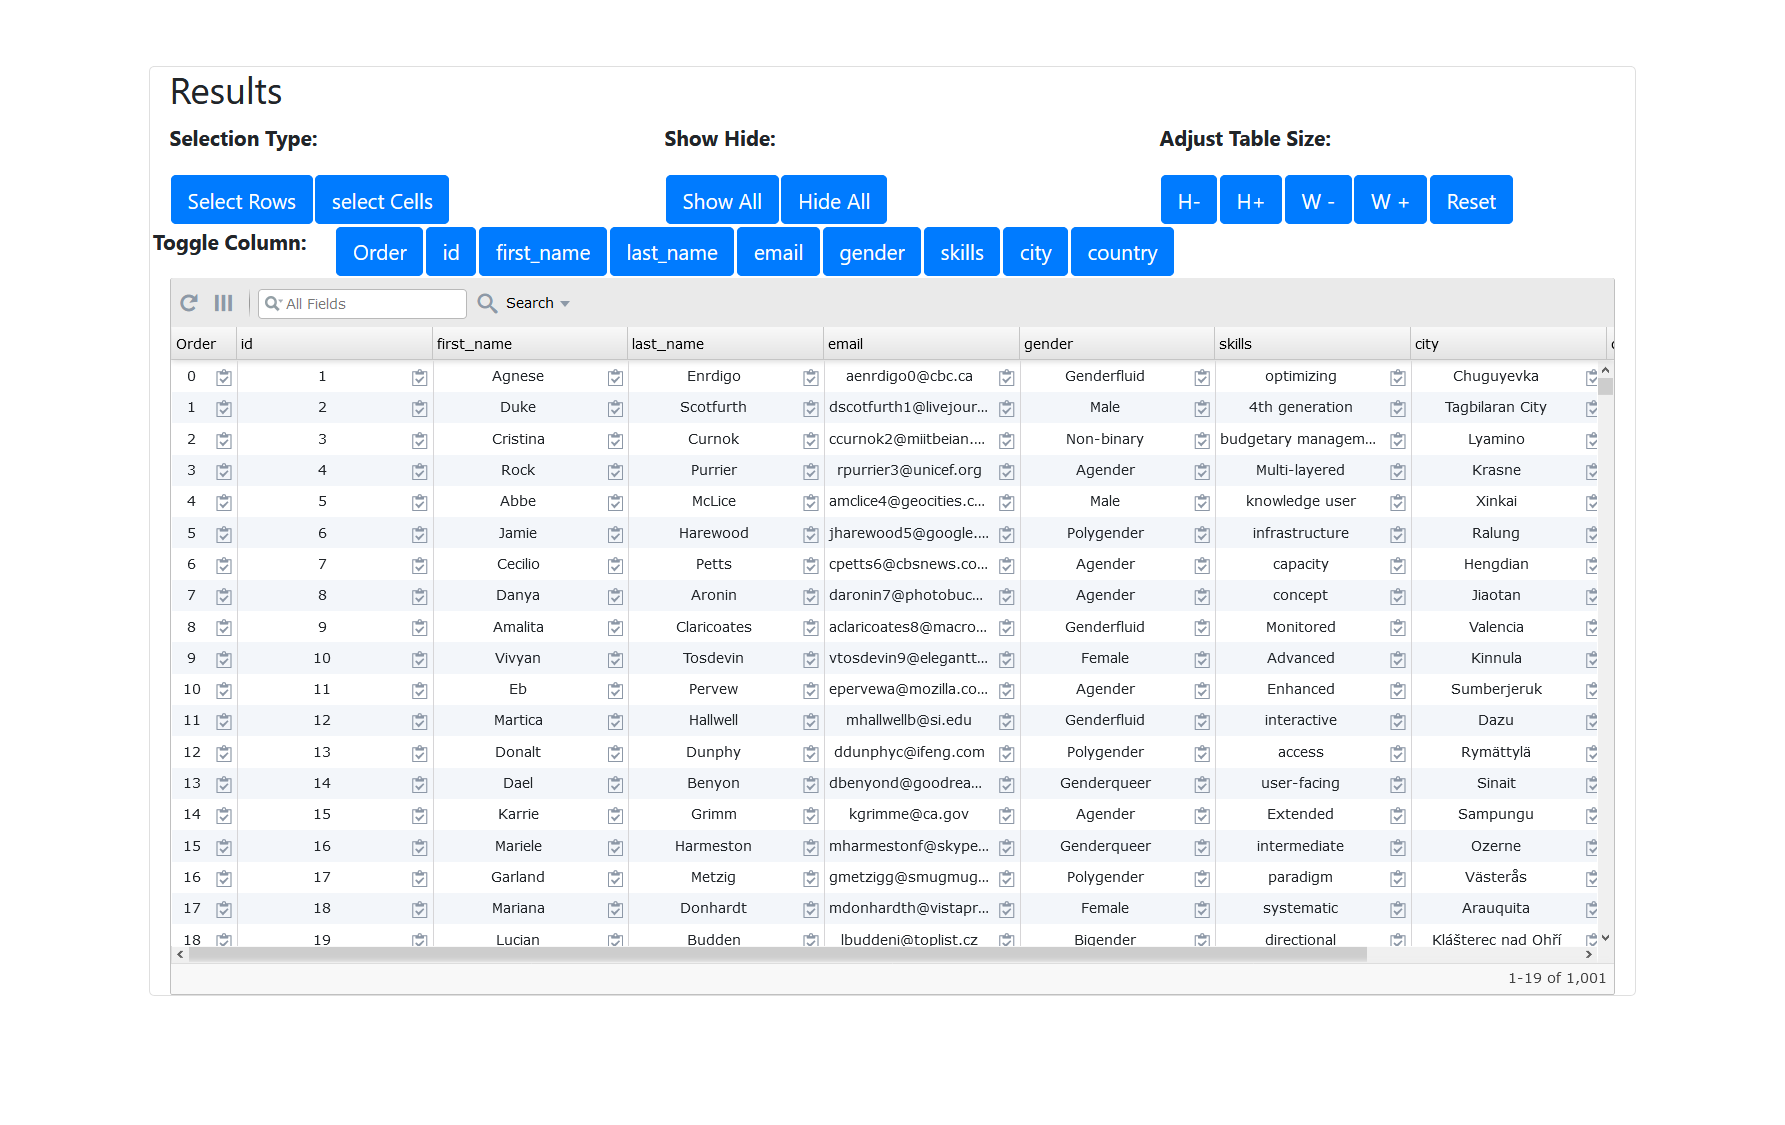 Results
Selection Type: Show Hide: Adjust Table Size:
Select Rows select Cells Show All Hide All H- H+ W - W + Reset
Toggle Column: Order id first_name last_name email gender skills city country
All Fields Search
Order id first_name last_name email gender skills city
0 1 Agnese Enrdigo aenrdigo0@cbc.ca Genderfluid optimizing Chuguyevka
1 2 Duke Scotfurth dscotfurth1@livejour... Male 4th generation Tagbilaran City
2 3 Cristina Curnok ccurnok2@miitbeian.... Non-binary budgetary managem... Lyamino
3 4 Rock Purrier rpurrier3@unicef.org Agender Multi-layered Krasne
4 5 Abbe McLice amclice4@geocities.c... Male knowledge user Xinkai
5 6 Jamie Harewood jharewood5@google.... Polygender infrastructure Ralung
6 7 Cecilio Petts cpetts6@cbsnews.co... Agender capacity Hengdian
7 8 Danya Aronin daronin7@photobuc... Agender concept Jiaotan
8 9 Amalita Claricoates aclaricoates8@macro... Genderfluid Monitored Valencia
9 10 Vivyan Tosdevin vtosdevin9@elegantt... Female Advanced Kinnula
10 11 Eb Pervew epervewa@mozilla.co... Agender Enhanced Sumberjeruk
11 12 Martica Hallwell mhallwellb@si.edu Genderfluid interactive Dazu
12 13 Donalt Dunphy ddunphyc@ifeng.com Polygender access Rymättylä
13 14 Dael Benyon dbenyond@goodrea... Genderqueer user-facing Sinait
14 15 Karrie Grimm kgrimme@ca.gov Agender Extended Sampungu
15 16 Mariele Harmeston mharmestonf@skype... Genderqueer intermediate Ozerne
16 17 Garland Metzig gmetzigg@smugmug... Polygender paradigm Västerås
17 18 Mariana Donhardt mdonhardth@vistapr... Female systematic Arauquita
18 19 Lucian Budden lbuddeni@toplist.cz Bigender directional Klášterec nad Ohří
1-19 of 1,001